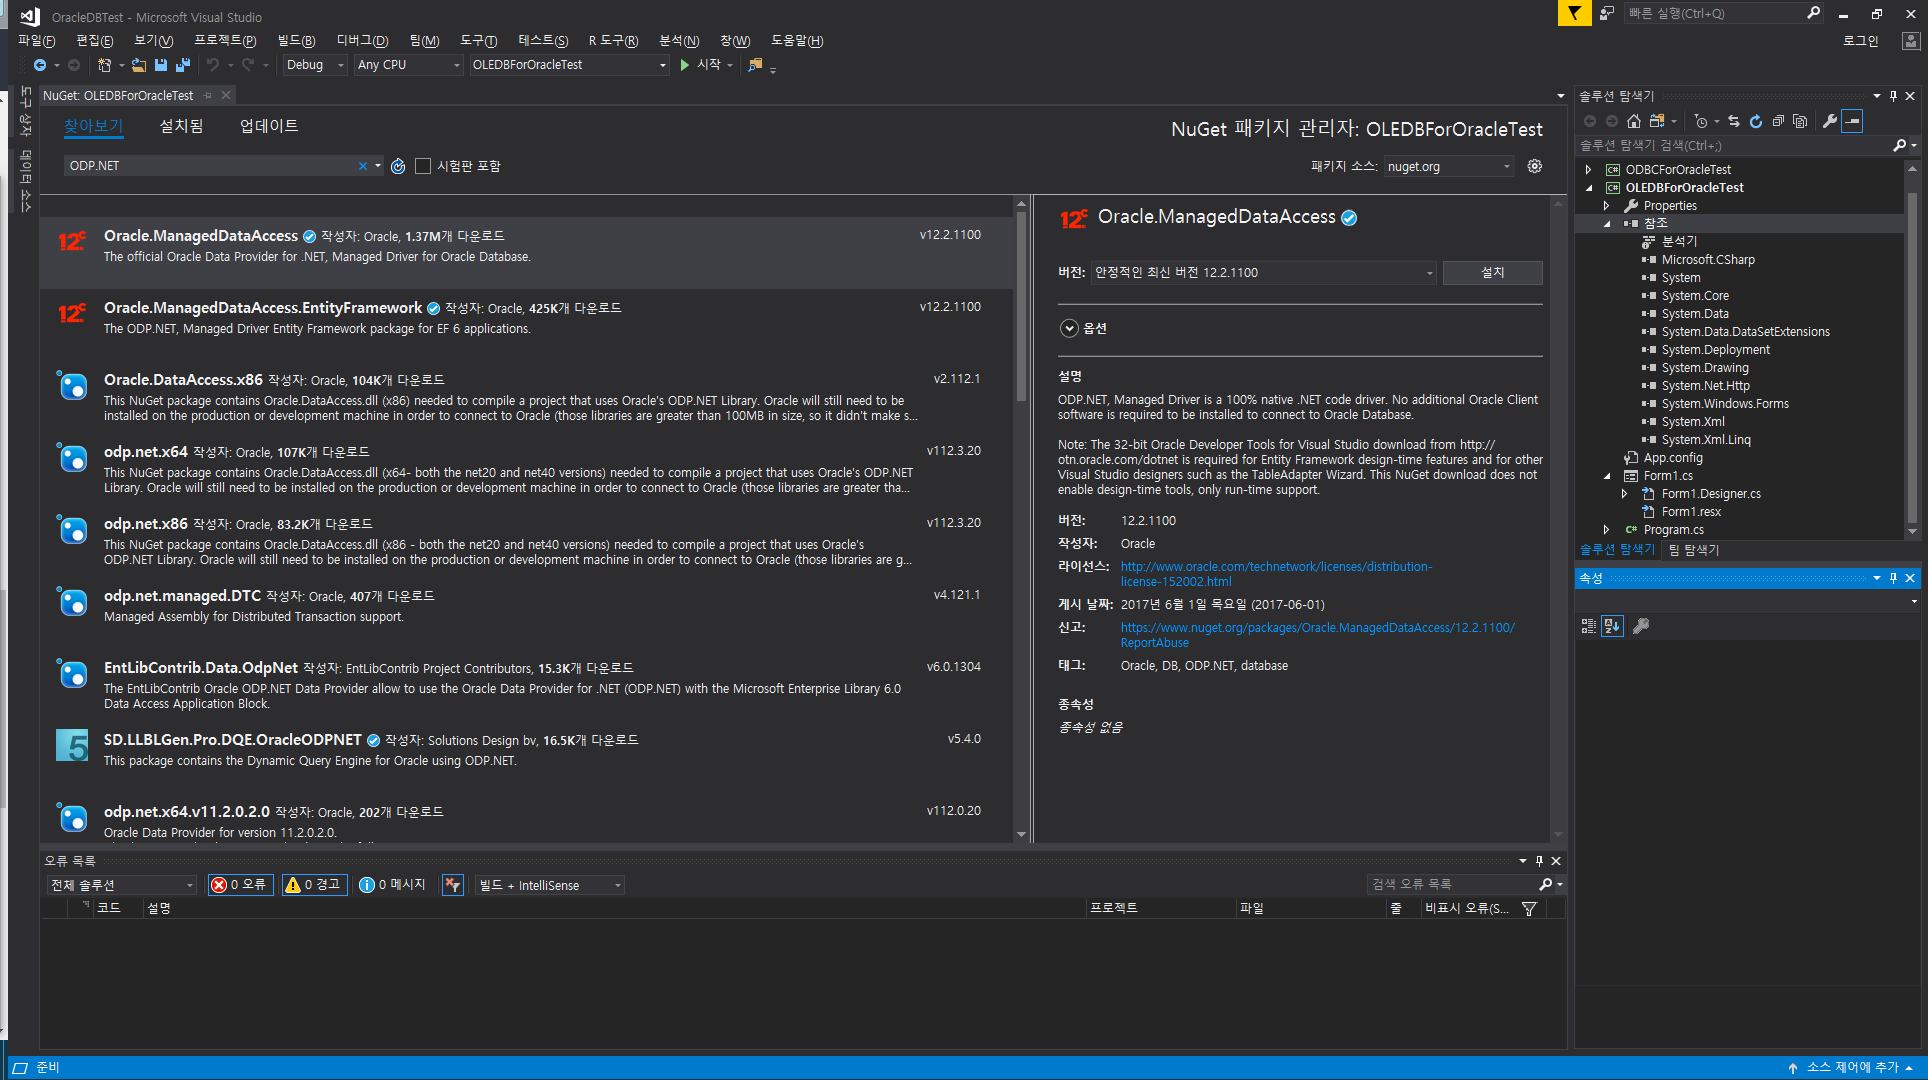 OracleDBTest - Microsoft Visual Studio
빠른 실행(Ctrl+Q)
파일(F) 편집(E) 보기(V) 프로젝트(P) 빌드(B) 디버그(D) 팀(M) 도구(T) 테스트(S) R 도구(R) 분석(N) 창(W) 도움말(H)
로그인
Debug Any CPU OLEDBForOracleTest 시작
도구 상자
데이터 소스
NuGet: OLEDBForOracleTest
찾아보기 설치됨 업데이트
NuGet 패키지 관리자: OLEDBForOracleTest
ODP.NET
시험판 포함
패키지 소스: nuget.org
12c Oracle.ManagedDataAccess 작성자: Oracle, 1.37M개 다운로드 v12.2.1100
The official Oracle Data Provider for .NET, Managed Driver for Oracle Database.
12c Oracle.ManagedDataAccess.EntityFramework 작성자: Oracle, 425K개 다운로드 v12.2.1100
The ODP.NET, Managed Driver Entity Framework package for EF 6 applications.
Oracle.DataAccess.x86 작성자: Oracle, 104K개 다운로드 v2.112.1
This NuGet package contains Oracle.DataAccess.dll (x86) needed to compile a project that uses Oracle's ODP.NET Library. Oracle will still need to be
installed on the production or development machine in order to connect to Oracle (those libraries are greater than 100MB in size, so it didn't make s...
odp.net.x64 작성자: Oracle, 107K개 다운로드 v112.3.20
This NuGet package contains Oracle.DataAccess.dll (x64- both the net20 and net40 versions) needed to compile a project that uses Oracle's ODP.NET
Library. Oracle will still need to be installed on the production or development machine in order to connect to Oracle (those libraries are greater tha...
odp.net.x86 작성자: Oracle, 83.2K개 다운로드 v112.3.20
This NuGet package contains Oracle.DataAccess.dll (x86 - both the net20 and net40 versions) needed to compile a project that uses Oracle's
ODP.NET Library. Oracle will still need to be installed on the production or development machine in order to connect to Oracle (those libraries are g...
odp.net.managed.DTC 작성자: Oracle, 407개 다운로드 v4.121.1
Managed Assembly for Distributed Transaction support.
EntLibContrib.Data.OdpNet 작성자: EntLibContrib Project Contributors, 15.3K개 다운로드 v6.0.1304
The EntLibContrib Oracle ODP.NET Data Provider allow to use the Oracle Data Provider for .NET (ODP.NET) with the Microsoft Enterprise Library 6.0
Data Access Application Block.
5 SD.LLBLGen.Pro.DQE.OracleODPNET 작성자: Solutions Design bv, 16.5K개 다운로드 v5.4.0
This package contains the Dynamic Query Engine for Oracle using ODP.NET.
odp.net.x64.v11.2.0.2.0 작성자: Oracle, 202개 다운로드 v112.0.20
Oracle Data Provider for version 11.2.0.2.0.
12c Oracle.ManagedDataAccess
버전: 안정적인 최신 버전 12.2.1100 설치
옵션
설명
ODP.NET, Managed Driver is a 100% native .NET code driver. No additional Oracle Client
software is required to be installed to connect to Oracle Database.
Note: The 32-bit Oracle Developer Tools for Visual Studio download from http://
otn.oracle.com/dotnet is required for Entity Framework design-time features and for other
Visual Studio designers such as the TableAdapter Wizard. This NuGet download does not
enable design-time tools, only run-time support.
버전: 12.2.1100
작성자: Oracle
라이선스: http://www.oracle.com/technetwork/licenses/distribution-
license-152002.html
게시 날짜: 2017년 6월 1일 목요일 (2017-06-01)
신고: https://www.nuget.org/packages/Oracle.ManagedDataAccess/12.2.1100/
ReportAbuse
태그: Oracle, DB, ODP.NET, database
종속성
종속성 없음
솔루션 탐색기
솔루션 탐색기 검색(Ctrl+;)
C# ODBCForOracleTest
C# OLEDBForOracleTest
Properties
참조
분석기
Microsoft.CSharp
System
System.Core
System.Data
System.Data.DataSetExtensions
System.Deployment
System.Drawing
System.Net.Http
System.Windows.Forms
System.Xml
System.Xml.Linq
App.config
Form1.cs
Form1.Designer.cs
Form1.resx
C# Program.cs
솔루션 탐색기 팀 탐색기
속성
오류 목록
전체 솔루션 0 오류 0 경고 0 메시지 빌드 + IntelliSense
검색 오류 목록
코드 설명 프로젝트 파일 줄 비표시 오류(S...
준비
소스 제어에 추가